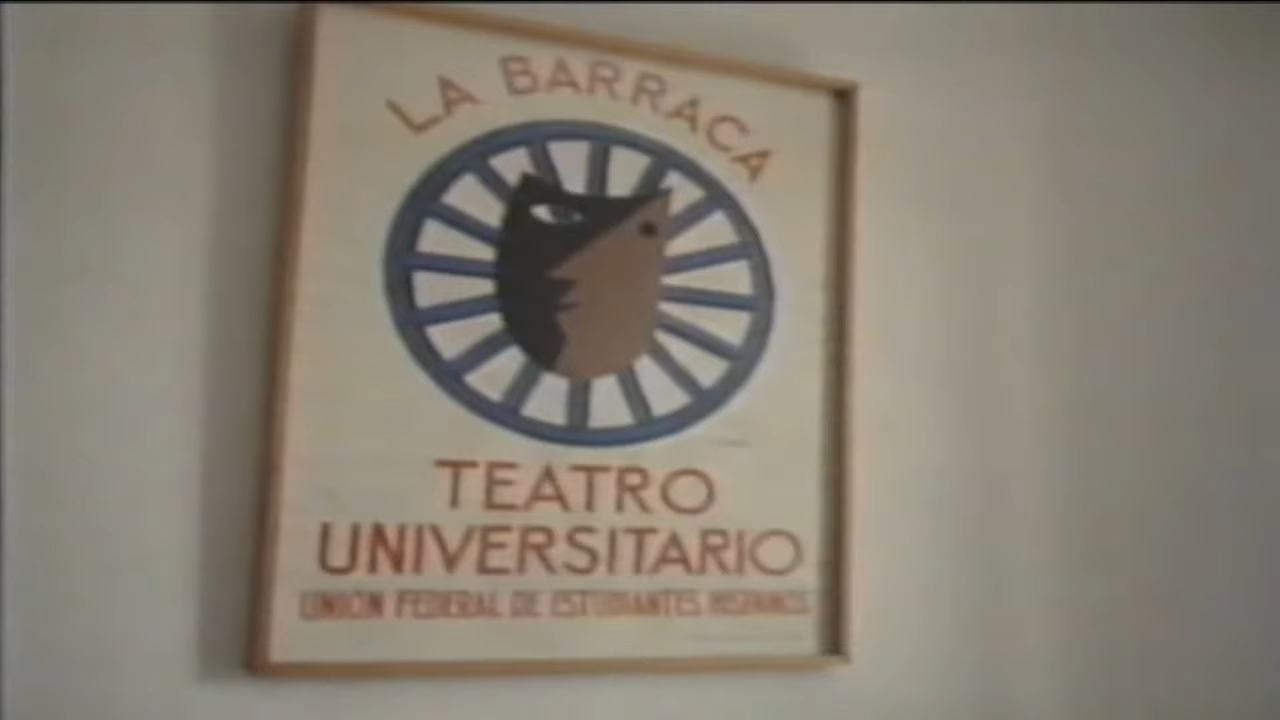 LA BARRACA
TEATRO
UNIVERSITARIO
UNION FEDERAL DE ESTUDIANTES HISPANOS